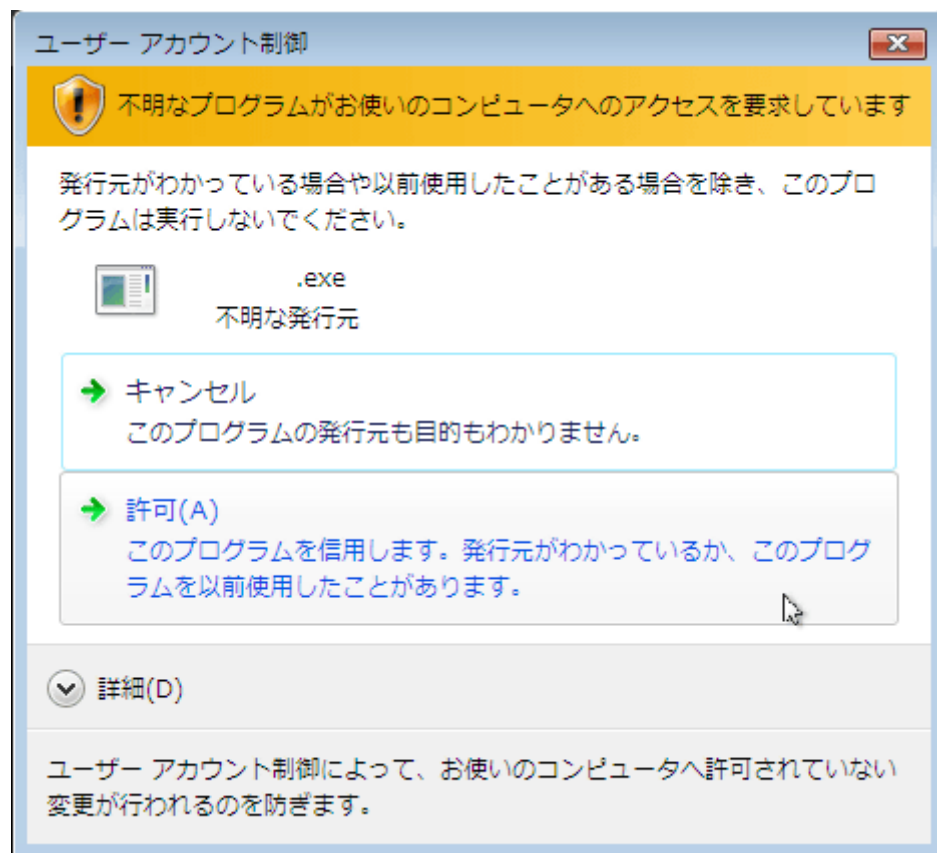 ユーザー アカウント制御
不明なプログラムがお使いのコンピュータへのアクセスを要求しています
発行元がわかっている場合や以前使用したことがある場合を除き、このプロ
グラムは実行しないでください。
.exe
不明な発行元
キャンセル
このプログラムの発行元も目的もわかりません。
許可(A)
このプログラムを信用します。発行元がわかっているか、このプログ
ラムを以前使用したことがあります。
詳細(D)
ユーザー アカウント制御によって、お使いのコンピュータへ許可されていない
変更が行われるのを防ぎます。